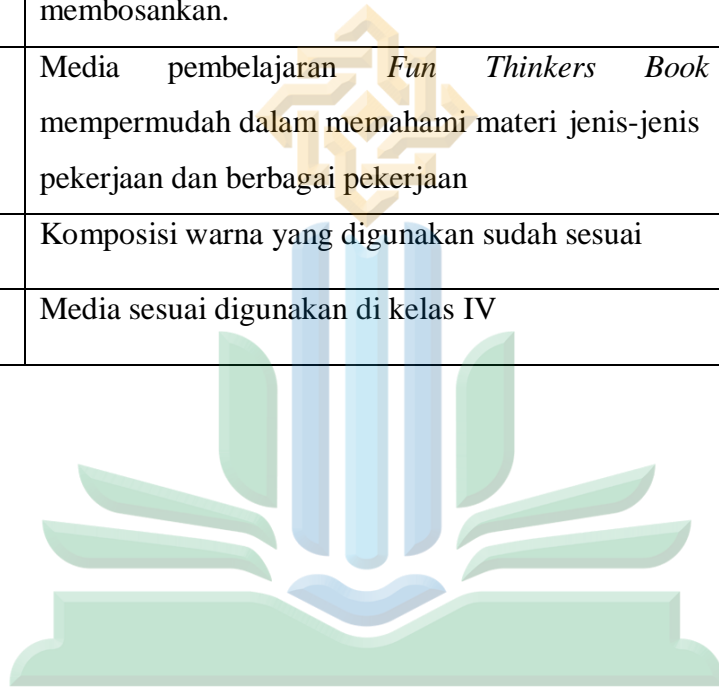 membosankan.
Media pembelajaran Fun Thinkers Book
mempermudah dalam memahami materi jenis-jenis
pekerjaan dan berbagai pekerjaan
Komposisi warna yang digunakan sudah sesuai
Media sesuai digunakan di kelas IV